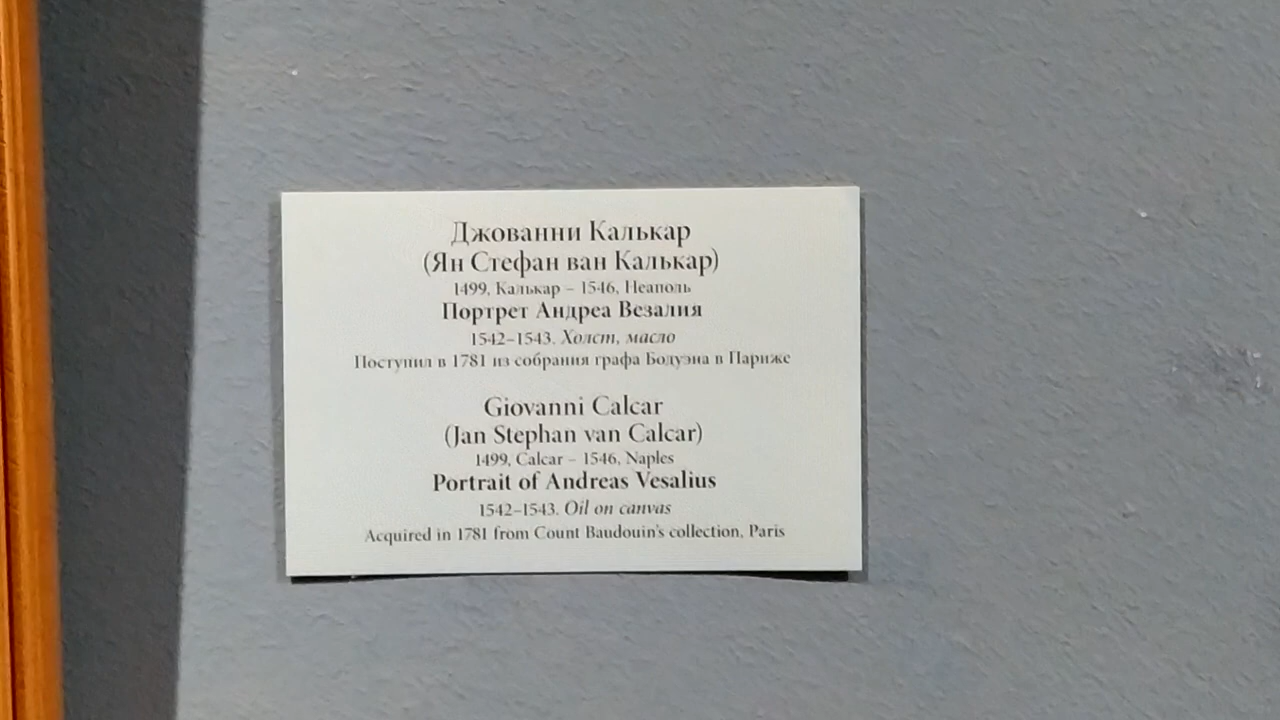 Джованни Калькар
(Ян Стефан ван Калькар)
1499, Калькар – 1546, Неаполь
Портрет Андреа Везалия
1542–1543. Холст, масло
Поступил в 1781 из собрания графа Бодуэна в Париже
Giovanni Calcar
(Jan Stephan van Calcar)
1499, Calcar – 1546, Naples
Portrait of Andreas Vesalius
1542–1543. Oil on canvas
Acquired in 1781 from Count Baudouin's collection, Paris